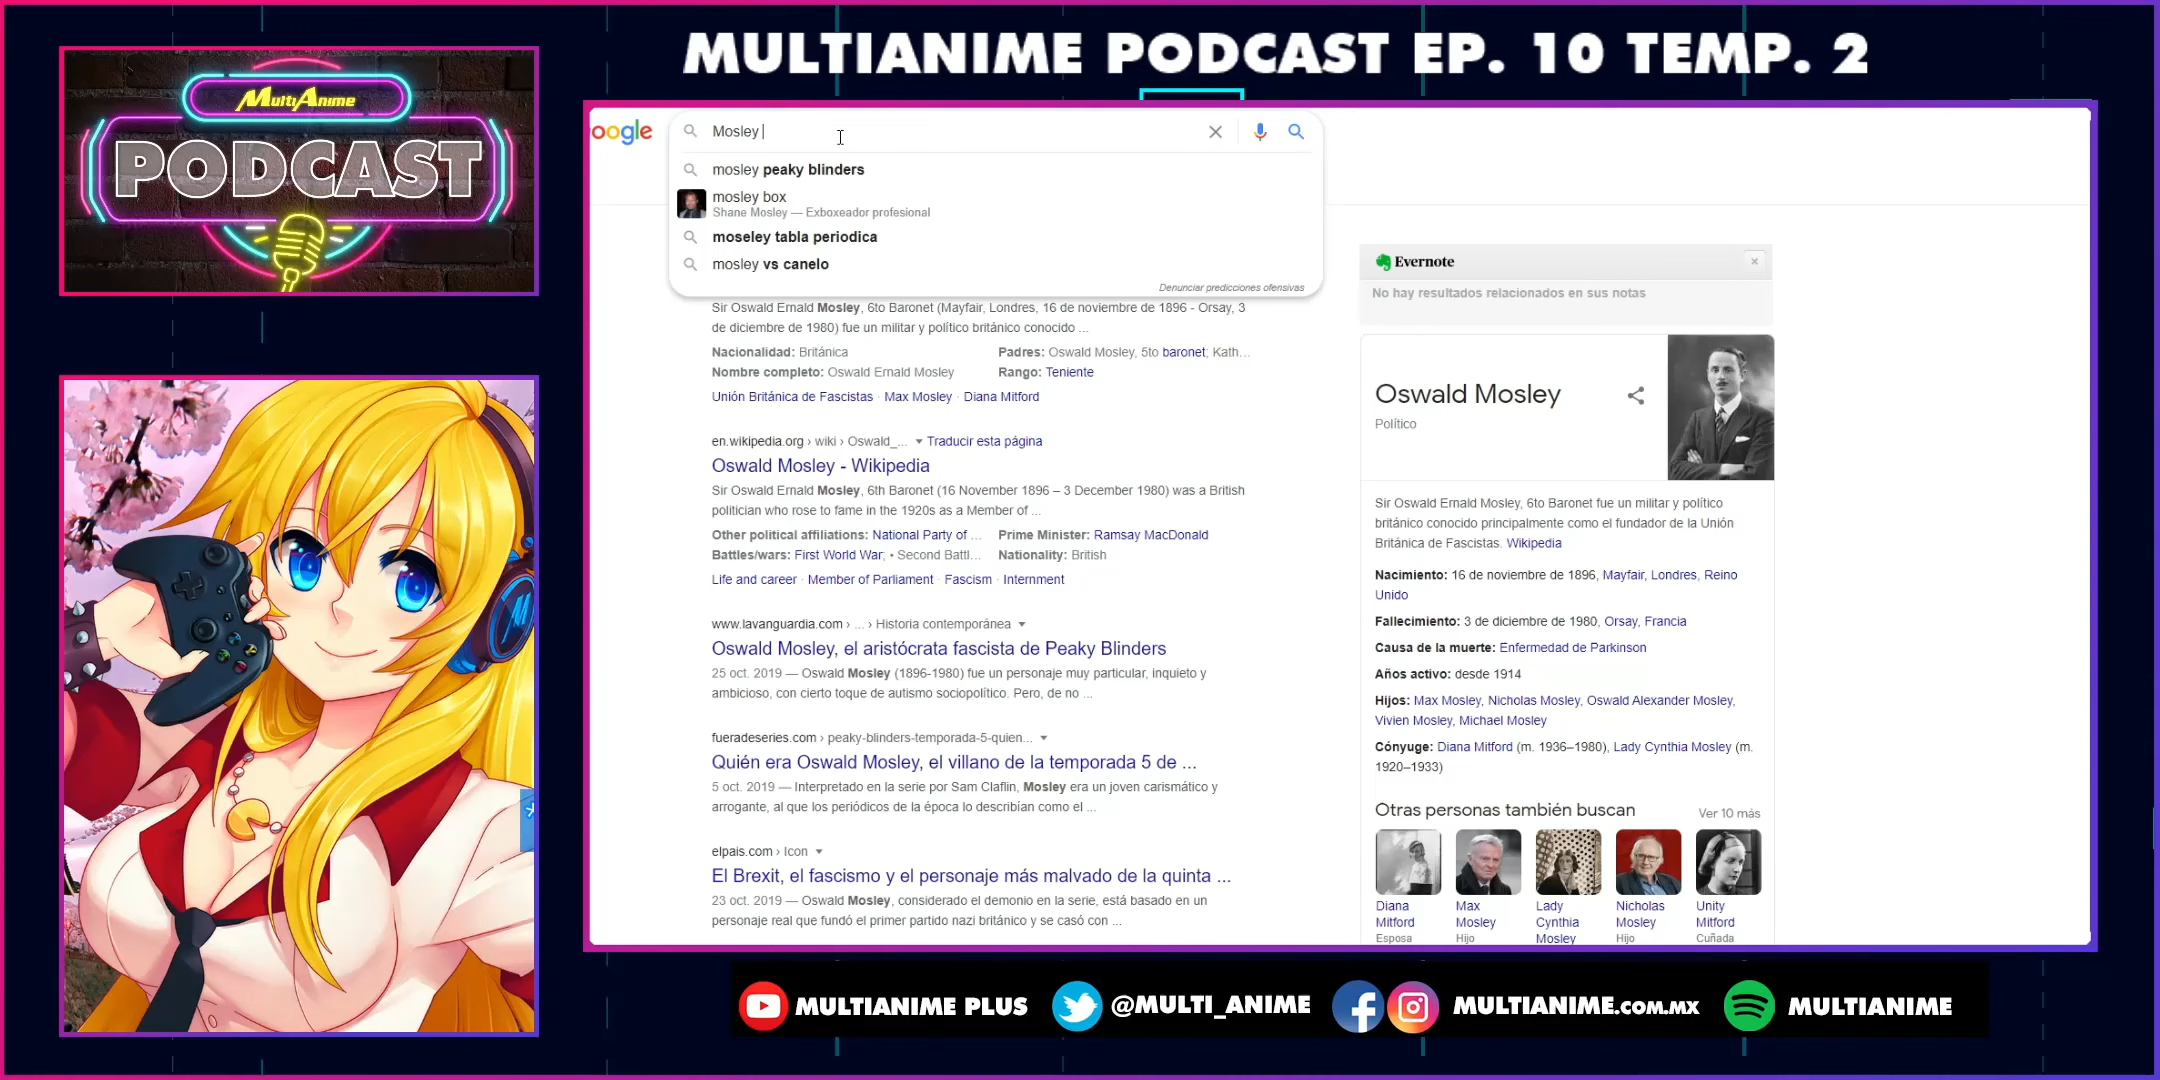 MULTIANIME PODCAST EP. 10 TEMP. 2
MultiAnime
PODCAST
oogle
Mosley
mosley peaky blinders
mosley box
Shane Mosley — Exboxeador profesional
moseley tabla periodica
mosley vs canelo
Denunciar predicciones ofensivas
Sir Oswald Ernald Mosley, 6to Baronet (Mayfair, Londres, 16 de noviembre de 1896 - Orsay, 3
de diciembre de 1980) fue un militar y político británico conocido ...
Nacionalidad: Británica
Padres: Oswald Mosley, 5to baronet; Kath...
Nombre completo: Oswald Ernald Mosley
Rango: Teniente
Unión Británica de Fascistas · Max Mosley · Diana Mitford
en.wikipedia.org › wiki › Oswald_... Traducir esta página
Oswald Mosley - Wikipedia
Sir Oswald Ernald Mosley, 6th Baronet (16 November 1896 – 3 December 1980) was a British
politician who rose to fame in the 1920s as a Member of ...
Other political affiliations: National Party of ...
Prime Minister: Ramsay MacDonald
Battles/wars: First World War; • Second Battl...
Nationality: British
Life and career · Member of Parliament · Fascism · Internment
www.lavanguardia.com › ... › Historia contemporánea
Oswald Mosley, el aristócrata fascista de Peaky Blinders
25 oct. 2019 — Oswald Mosley (1896-1980) fue un personaje muy particular, inquieto y
ambicioso, con cierto toque de autismo sociopolítico. Pero, de no ...
fueradeseries.com › peaky-blinders-temporada-5-quien...
Quién era Oswald Mosley, el villano de la temporada 5 de ...
5 oct. 2019 — Interpretado en la serie por Sam Claflin, Mosley era un joven carismático y
arrogante, al que los periódicos de la época lo describían como el ...
elpais.com › Icon
El Brexit, el fascismo y el personaje más malvado de la quinta ...
23 oct. 2019 — Oswald Mosley, considerado el demonio en la serie, está basado en un
personaje real que fundó el primer partido nazi británico y se casó con ...
Evernote
No hay resultados relacionados en sus notas
Oswald Mosley
Político
Sir Oswald Ernald Mosley, 6to Baronet fue un militar y político
británico conocido principalmente como el fundador de la Unión
Británica de Fascistas. Wikipedia
Nacimiento: 16 de noviembre de 1896, Mayfair, Londres, Reino
Unido
Fallecimiento: 3 de diciembre de 1980, Orsay, Francia
Causa de la muerte: Enfermedad de Parkinson
Años activo: desde 1914
Hijos: Max Mosley, Nicholas Mosley, Oswald Alexander Mosley,
Vivien Mosley, Michael Mosley
Cónyuge: Diana Mitford (m. 1936–1980), Lady Cynthia Mosley (m.
1920–1933)
Otras personas también buscan
Ver 10 más
Diana
Mitford
Esposa
Max
Mosley
Hijo
Lady
Cynthia
Mosley
Nicholas
Mosley
Hijo
Unity
Mitford
Cuñada
MULTIANIME PLUS
@MULTI_ANIME
MULTIANIME.COM.MX
MULTIANIME